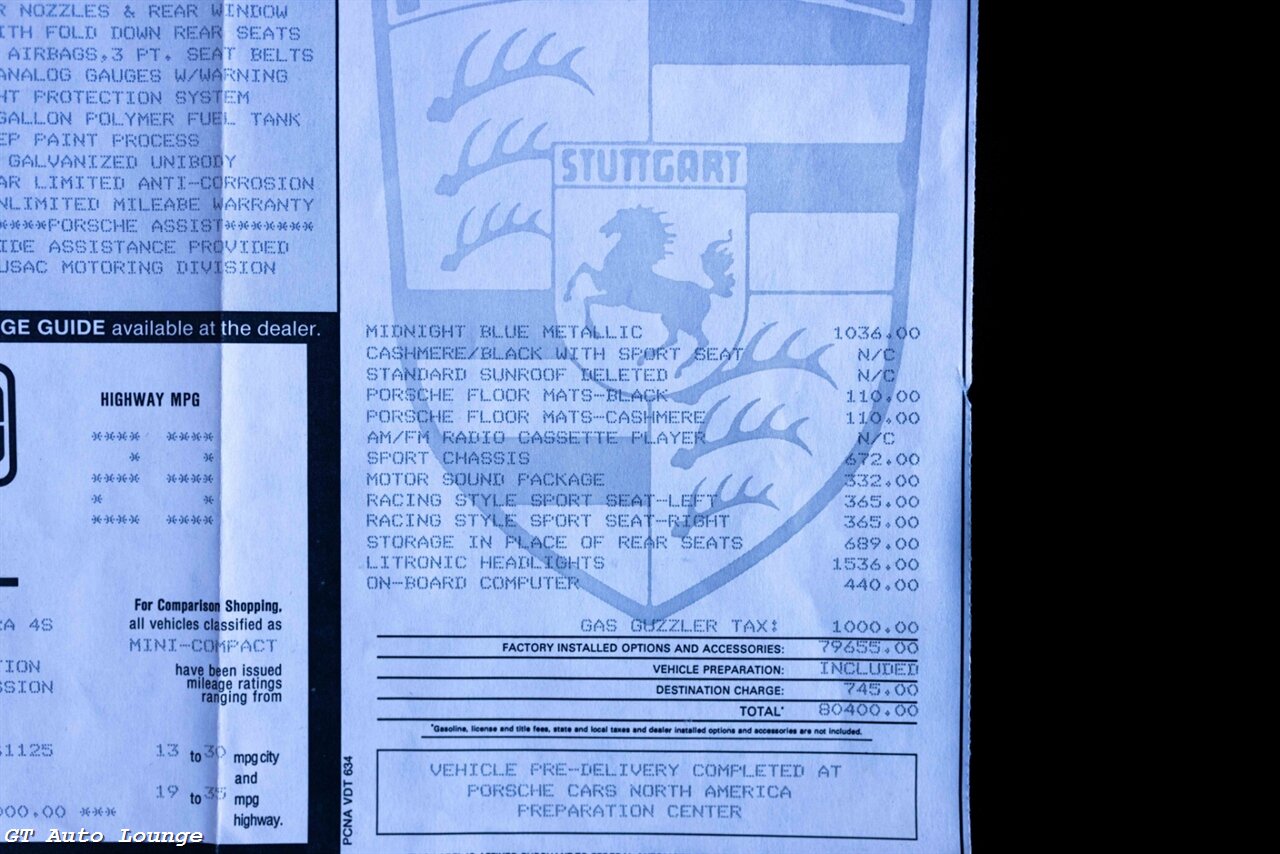 R NOZZLES & REAR WINDOW
ITH FOLD DOWN REAR SEATS
AIRBAGS,3 PT. SEAT BELTS
ANALOG GAUGES W/WARNING
HT PROTECTION SYSTEM
GALLON POLYMER FUEL TANK
EP PAINT PROCESS
GALVANIZED UNIBODY
AR LIMITED ANTI-CORROSION
NLIMITED MILEABE WARRANTY
****PORSCHE ASSIST*******
IDE ASSISTANCE PROVIDED
USAC MOTORING DIVISION
GE GUIDE available at the dealer.
HIGHWAY MPG
**** ****
* *
**** ****
* *
**** ****
For Comparison Shopping,
all vehicles classified as
MINI-COMPACT
have been issued
mileage ratings
ranging from
13 to 30 mpg city
and
19 to 35 mpg
highway.
RA 4S
TION
SSION
1125
00.00 ***
GT Auto Lounge
STUTTGART
MIDNIGHT BLUE METALLIC 1036.00
CASHMERE/BLACK WITH SPORT SEAT N/C
STANDARD SUNROOF DELETED N/C
PORSCHE FLOOR MATS-BLACK 110.00
PORSCHE FLOOR MATS-CASHMERE 110.00
AM/FM RADIO CASSETTE PLAYER N/C
SPORT CHASSIS 672.00
MOTOR SOUND PACKAGE 332.00
RACING STYLE SPORT SEAT-LEFT 365.00
RACING STYLE SPORT SEAT-RIGHT 365.00
STORAGE IN PLACE OF REAR SEATS 689.00
LITRONIC HEADLIGHTS 1536.00
ON-BOARD COMPUTER 440.00
GAS GUZZLER TAX: 1000.00
FACTORY INSTALLED OPTIONS AND ACCESSORIES: 79655.00
VEHICLE PREPARATION: INCLUDED
DESTINATION CHARGE: 745.00
TOTAL* 80400.00
*Gasoline, license and title fees, state and local taxes and dealer installed options and accessories are not included.
VEHICLE PRE-DELIVERY COMPLETED AT
PORSCHE CARS NORTH AMERICA
PREPARATION CENTER
PCNA VDT 634